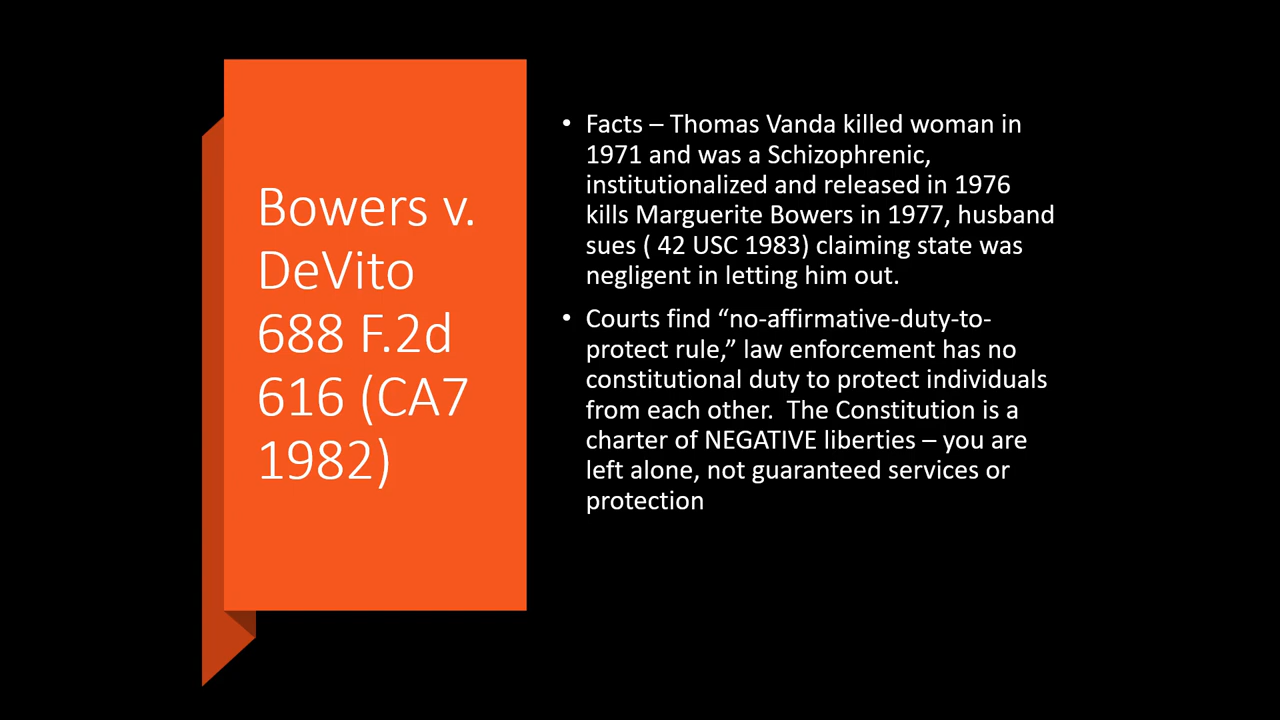 Bowers v.
DeVito
688 F.2d
616 (CA7
1982)
• Facts – Thomas Vanda killed woman in
1971 and was a Schizophrenic,
institutionalized and released in 1976
kills Marguerite Bowers in 1977, husband
sues ( 42 USC 1983) claiming state was
negligent in letting him out.
• Courts find “no-affirmative-duty-to-
protect rule,” law enforcement has no
constitutional duty to protect individuals
from each other.  The Constitution is a
charter of NEGATIVE liberties – you are
left alone, not guaranteed services or
protection